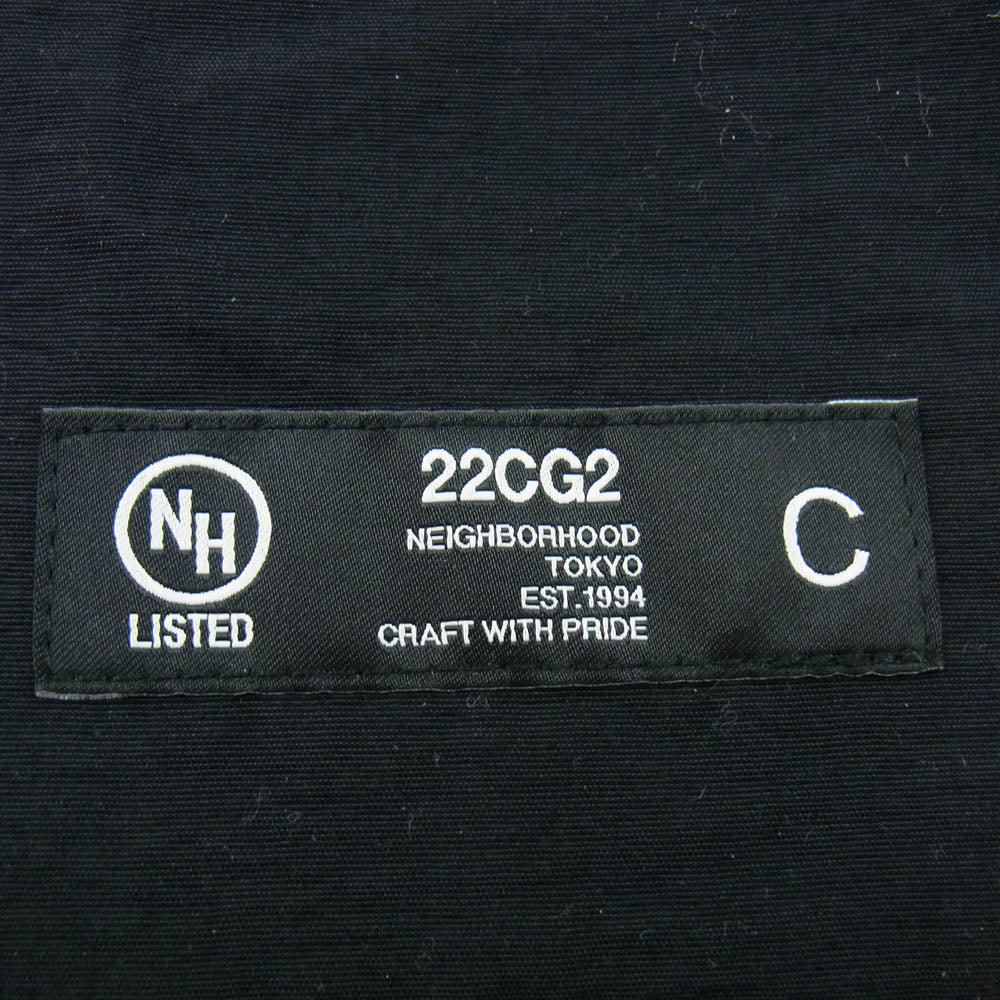 NH
LISTED
22CG2
NEIGHBORHOOD
TOKYO
EST.1994
CRAFT WITH PRIDE
C